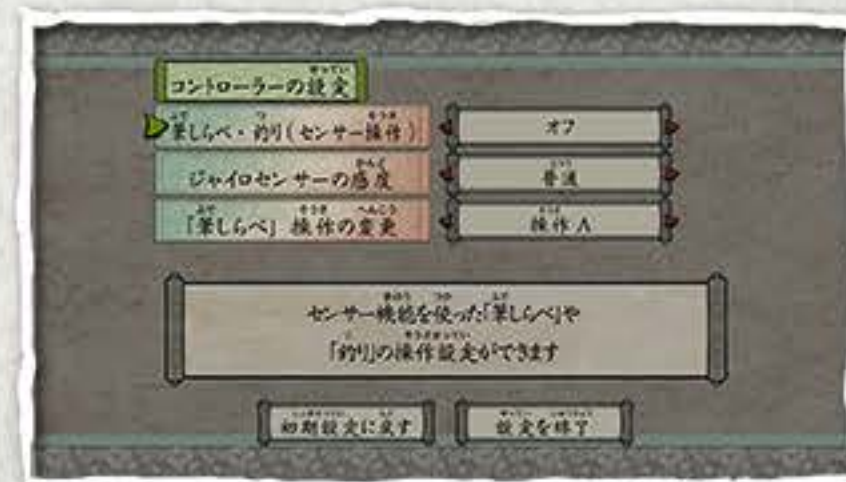 コントローラーの設定
筆しらべ・釣り(センサー操作) オフ
ジャイロセンサーの感度 普通
「筆しらべ」 操作の変更 操作 A
センサー機能を使った「筆しらべ」や
「釣り」の操作設定ができます
初期設定に戻す 設定を終了